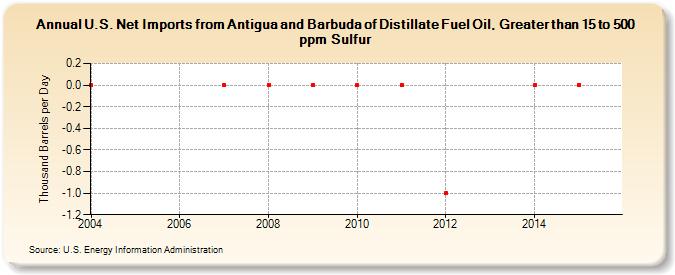 Annual U.S. Net Imports from Antigua and Barbuda of Distillate Fuel Oil, Greater than 15 to 500
ppm Sulfur
Thousand Barrels per Day
0.2
0.0
-0.2
-0.4
-0.6
-0.8
-1.0
-1.2
2004 2006 2008 2010 2012 2014
Source: U.S. Energy Information Administration